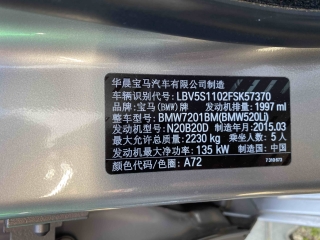 华晨宝马汽车有限公司制造
车辆识别代号: LBV5S1102FSK57370
品牌: 宝马(BMW)牌 发动机排量: 1997 ml
整车型号: BMW7201BM(BMW520Li)
发动机型号: N20B20D 制造年月: 2015.03
最大允许总质量: 2230 kg 乘坐人数: 5 人
发动机最大净功率: 135 kW 制造国: 中国
颜色代码/色圈: A72